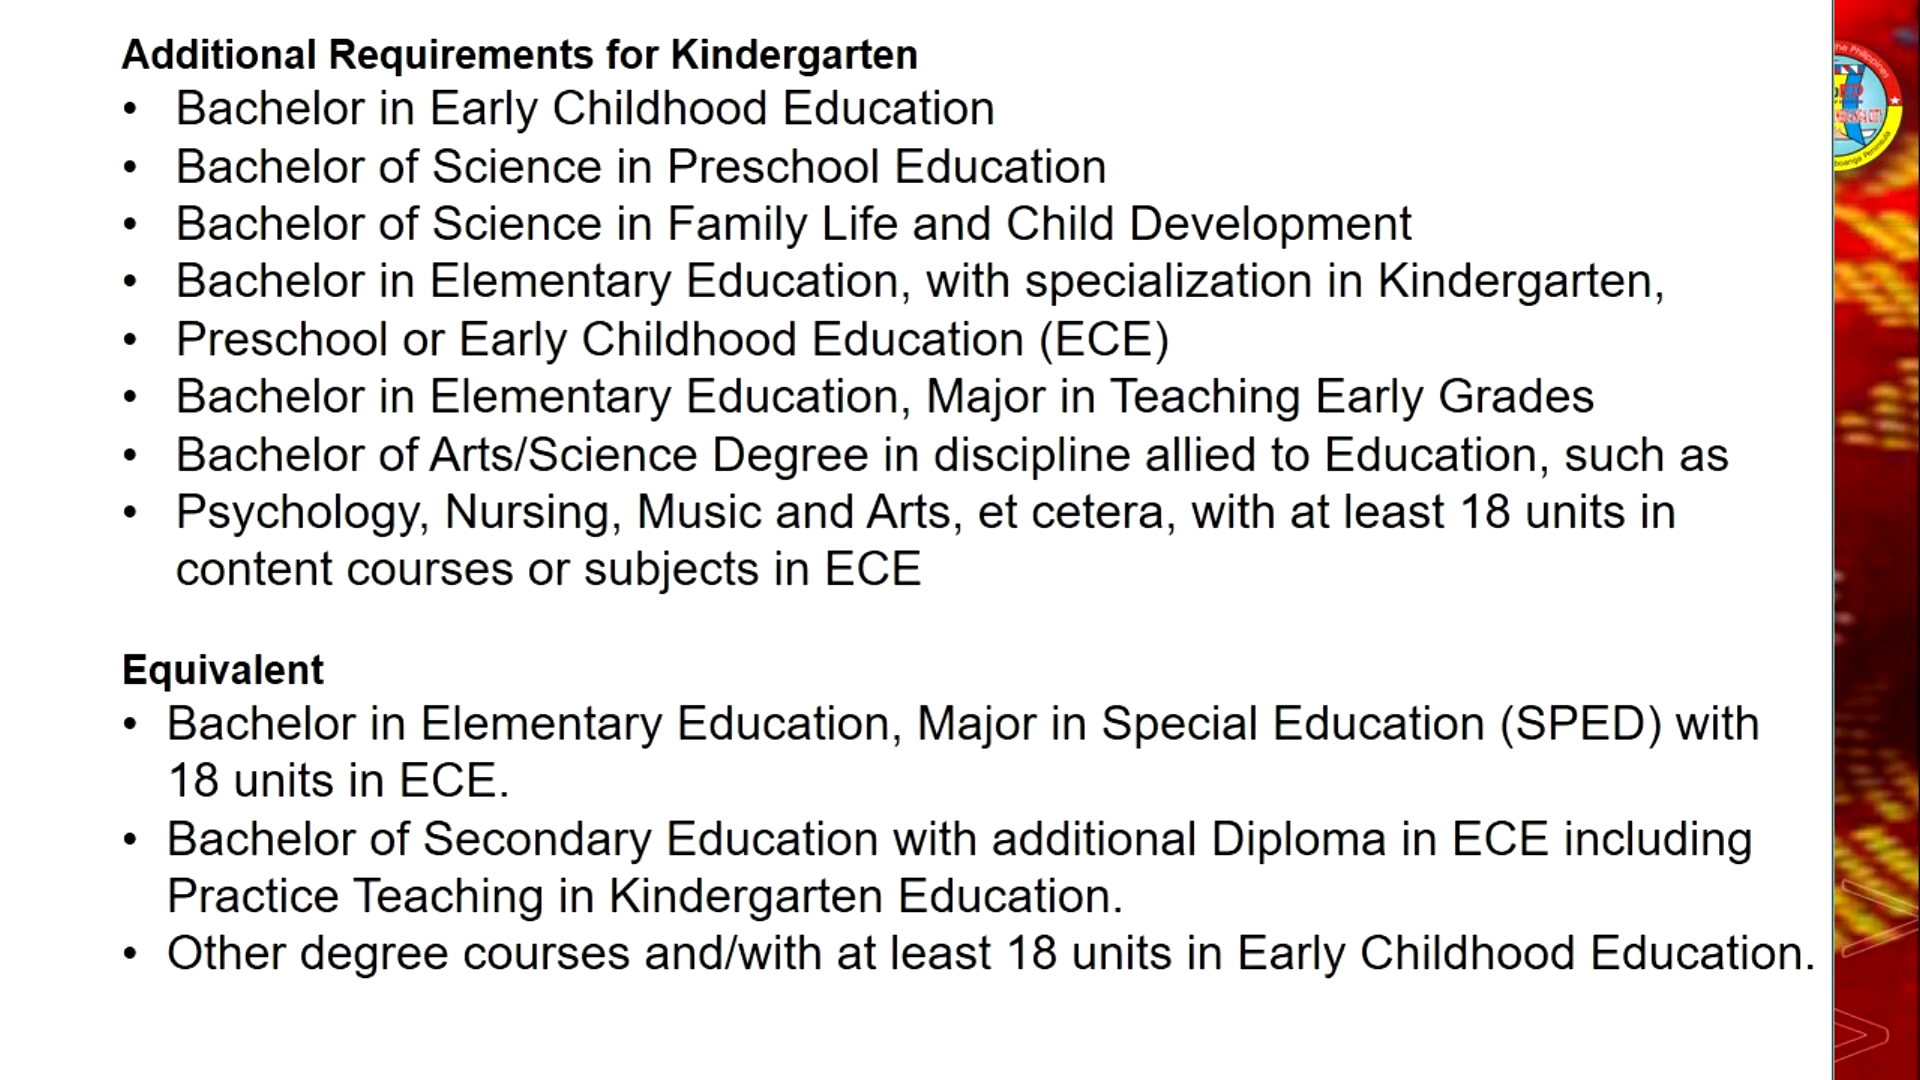 Additional Requirements for Kindergarten
• Bachelor in Early Childhood Education
• Bachelor of Science in Preschool Education
• Bachelor of Science in Family Life and Child Development
• Bachelor in Elementary Education, with specialization in Kindergarten,
• Preschool or Early Childhood Education (ECE)
• Bachelor in Elementary Education, Major in Teaching Early Grades
• Bachelor of Arts/Science Degree in discipline allied to Education, such as
• Psychology, Nursing, Music and Arts, et cetera, with at least 18 units in
content courses or subjects in ECE
Equivalent
• Bachelor in Elementary Education, Major in Special Education (SPED) with
18 units in ECE.
• Bachelor of Secondary Education with additional Diploma in ECE including
Practice Teaching in Kindergarten Education.
• Other degree courses and/with at least 18 units in Early Childhood Education.